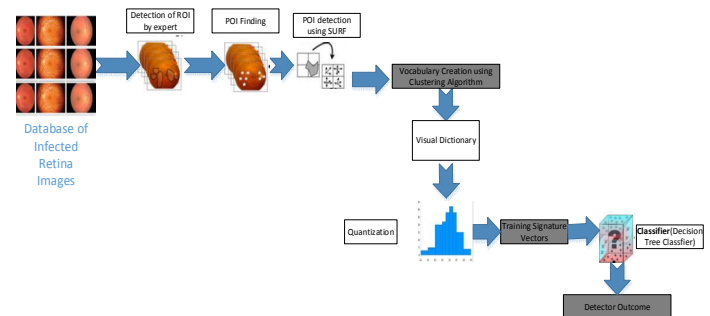 Detection of ROI
by expert
POI Finding
POI detection
using SURF
Vocabulary Creation using
Clustering Algorithm
Database of
Infected
Retina
Images
Visual Dictionary
Quantization
Training Signature
Vectors
?
Classifier(Decision
Tree Classfier)
Detector Outcome